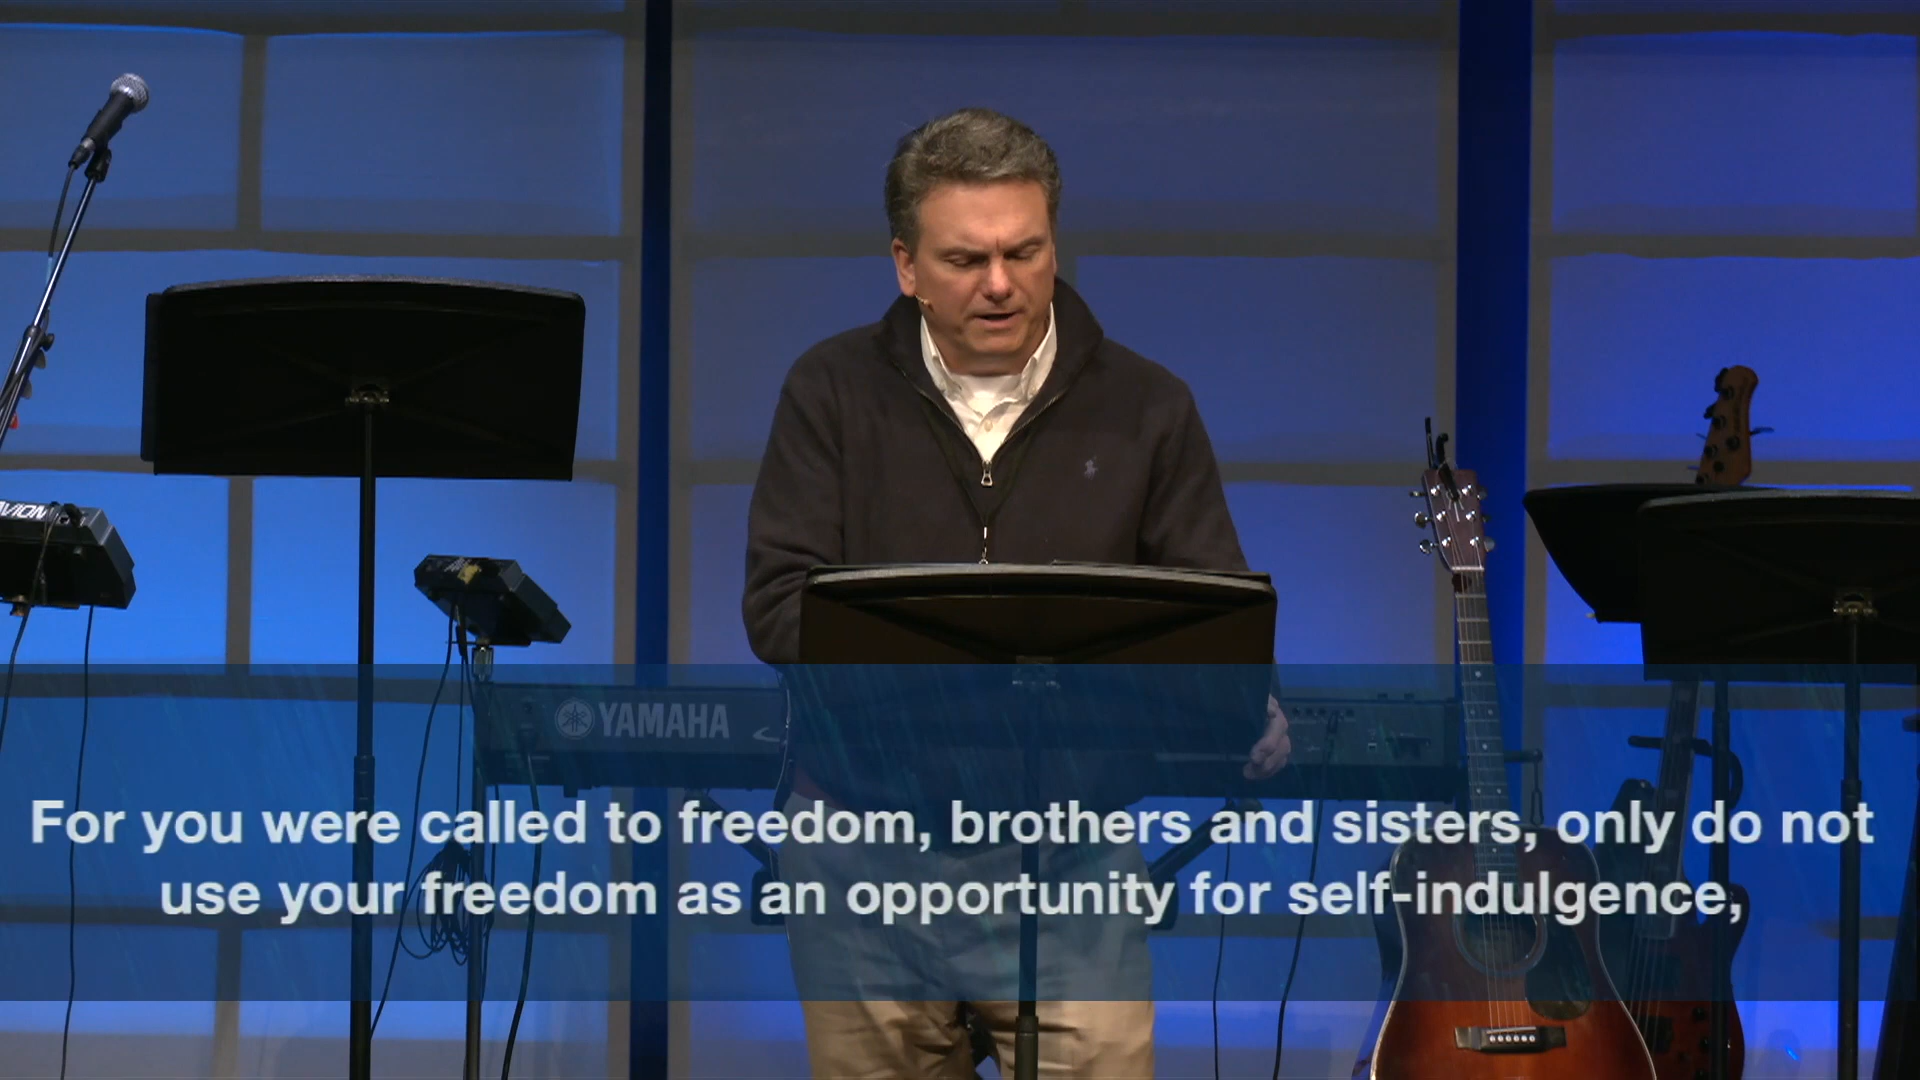 AVIOM
YAMAHA
For you were called to freedom, brothers and sisters, only do not
use your freedom as an opportunity for self-indulgence,